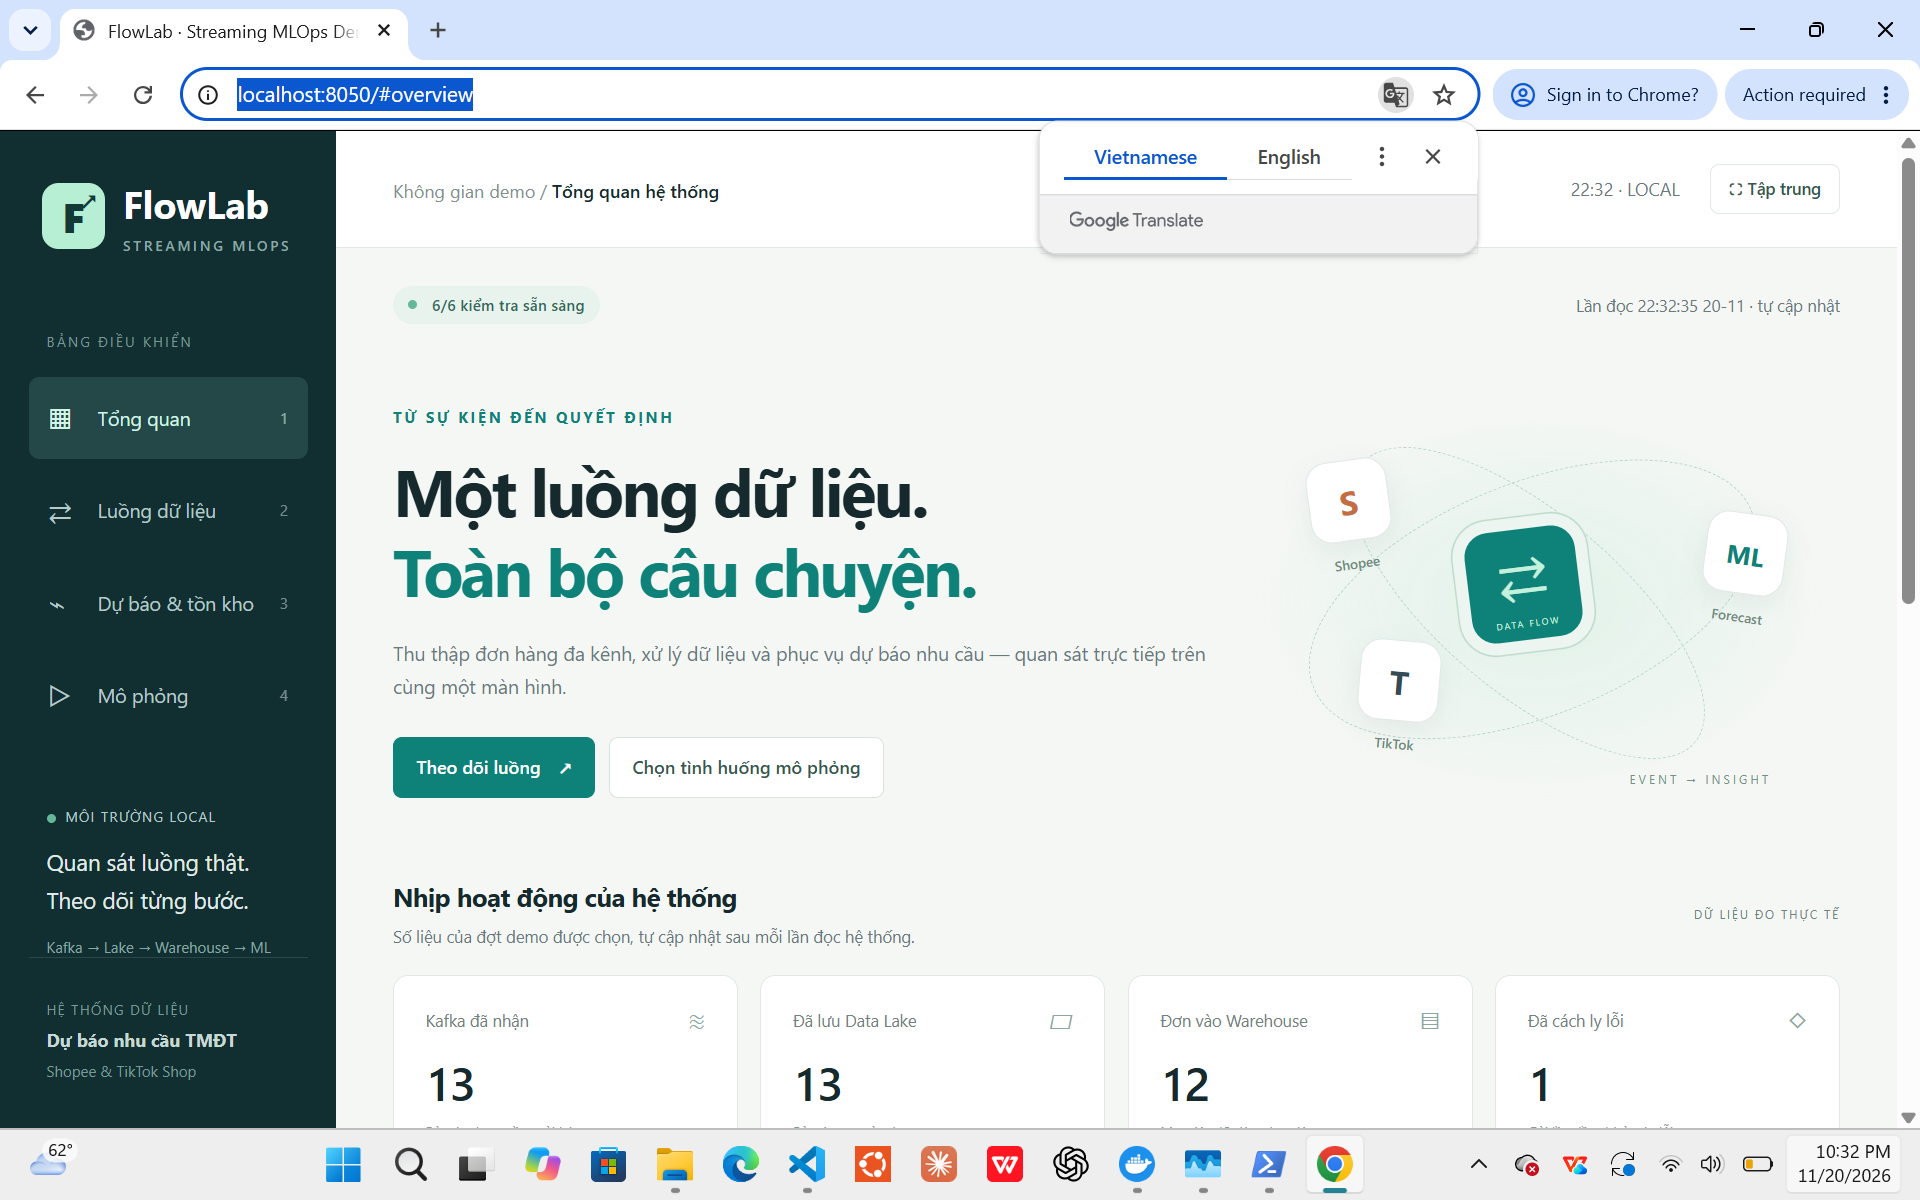 FlowLab · Streaming MLOps De
localhost:8050/#overview
Sign in to Chrome?
Action required
Vietnamese
English
Google Translate
F
FlowLab
STREAMING MLOPS
Không gian demo / Tổng quan hệ thống
22:32 · LOCAL
Tập trung
6/6 kiểm tra sẵn sàng
Lần đọc 22:32:35 20-11 · tự cập nhật
BẢNG ĐIỀU KHIỂN
Tổng quan 1
Luồng dữ liệu 2
Dự báo & tồn kho 3
Mô phỏng 4
MÔI TRƯỜNG LOCAL
Quan sát luồng thật.
Theo dõi từng bước.
Kafka → Lake → Warehouse → ML
HỆ THỐNG DỮ LIỆU
Dự báo nhu cầu TMĐT
Shopee & TikTok Shop
TỪ SỰ KIỆN ĐẾN QUYẾT ĐỊNH
Một luồng dữ liệu.
Toàn bộ câu chuyện.
Thu thập đơn hàng đa kênh, xử lý dữ liệu và phục vụ dự báo nhu cầu — quan sát trực tiếp trên
cùng một màn hình.
Theo dõi luồng ↗
Chọn tình huống mô phỏng
S
Shopee
DATA FLOW
ML
Forecast
T
TikTok
EVENT → INSIGHT
Nhịp hoạt động của hệ thống
Số liệu của đợt demo được chọn, tự cập nhật sau mỗi lần đọc hệ thống.
DỮ LIỆU ĐO THỰC TẾ
Kafka đã nhận
13
Đã lưu Data Lake
13
Đơn vào Warehouse
12
Đã cách ly lỗi
1
62°
10:32 PM
11/20/2026